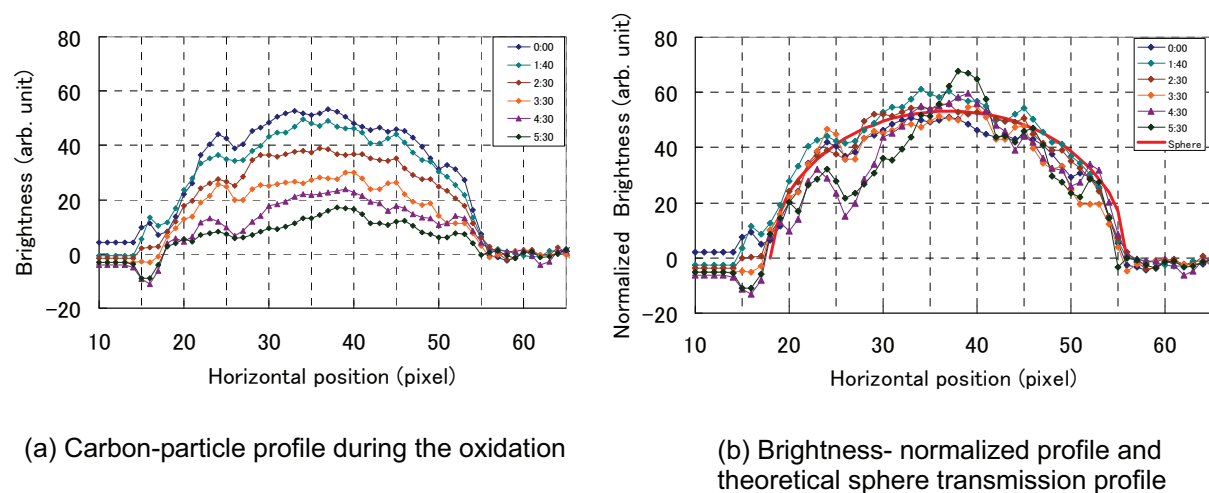 80
60
40
20
0
-20
Brightness (arb. unit)
10 20 30 40 50 60
Horizontal position (pixel)
0:00
1:40
2:30
3:30
4:30
5:30
(a) Carbon-particle profile during the oxidation
80
60
40
20
0
-20
Normalized Brightness (arb. unit)
10 20 30 40 50 60
Horizontal position (pixel)
0:00
1:40
2:30
3:30
4:30
5:30
Sphere
(b) Brightness- normalized profile and
theoretical sphere transmission profile